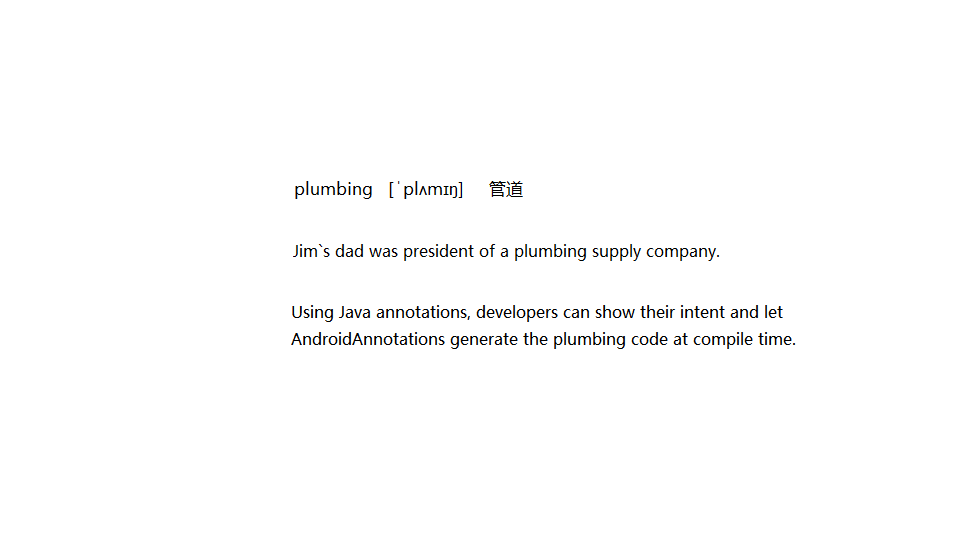 plumbing [ˈplʌmɪŋ] 管道
Jim`s dad was president of a plumbing supply company.
Using Java annotations, developers can show their intent and let
AndroidAnnotations generate the plumbing code at compile time.